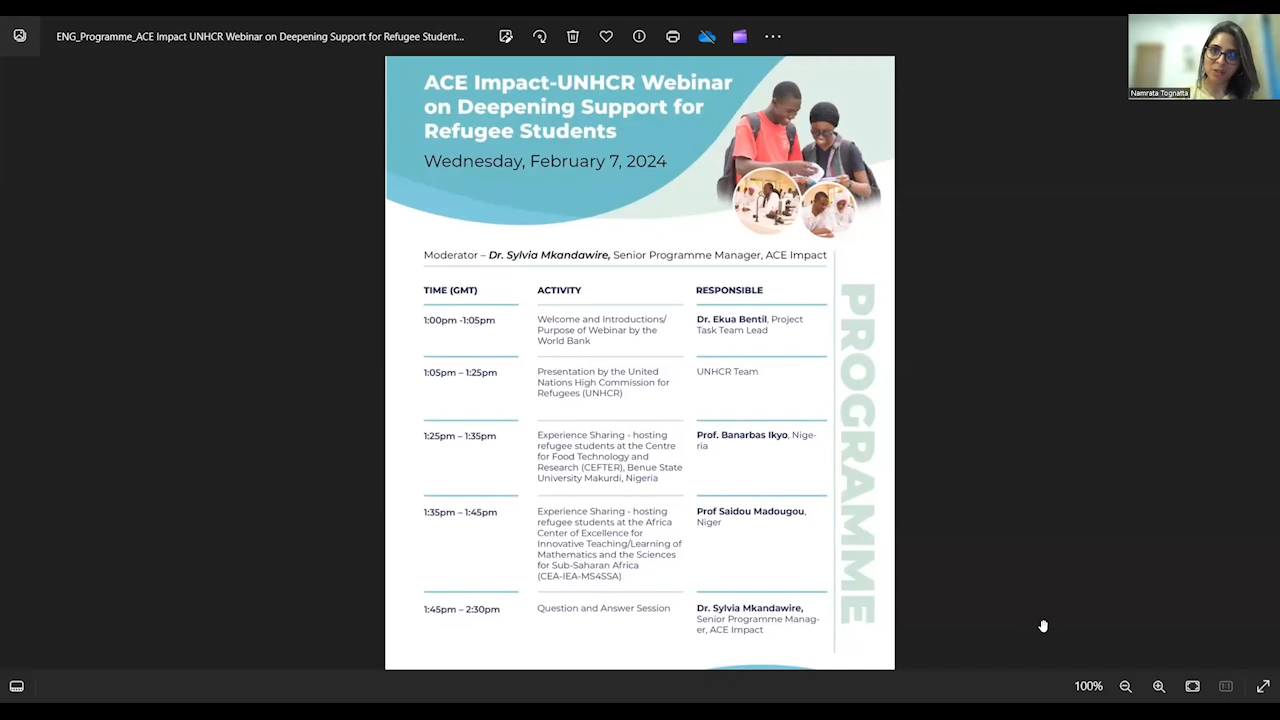 ENG_Programme_ACE Impact UNHCR Webinar on Deepening Support for Refugee Student...
Namrata Tognatta
ACE Impact-UNHCR Webinar
on Deepening Support for
Refugee Students
Wednesday, February 7, 2024
Moderator – Dr. Sylvia Mkandawire, Senior Programme Manager, ACE Impact
TIME (GMT) ACTIVITY RESPONSIBLE
1:00pm -1:05pm
Welcome and Introductions/
Purpose of Webinar by the
World Bank
Dr. Ekua Bentil, Project
Task Team Lead
1:05pm – 1:25pm
Presentation by the United
Nations High Commission for
Refugees (UNHCR)
UNHCR Team
1:25pm – 1:35pm
Experience Sharing - hosting
refugee students at the Centre
for Food Technology and
Research (CEFTER), Benue State
University Makurdi, Nigeria
Prof. Banarbas Ikyo, Nige-
ria
1:35pm – 1:45pm
Experience Sharing - hosting
refugee students at the Africa
Center of Excellence for
Innovative Teaching/Learning of
Mathematics and the Sciences
for Sub-Saharan Africa
(CEA-IEA-MS4SSA)
Prof Saidou Madougou,
Niger
1:45pm – 2:30pm
Question and Answer Session
Dr. Sylvia Mkandawire,
Senior Programme Manag-
er, ACE Impact
PROGRAMME
100%
1:1